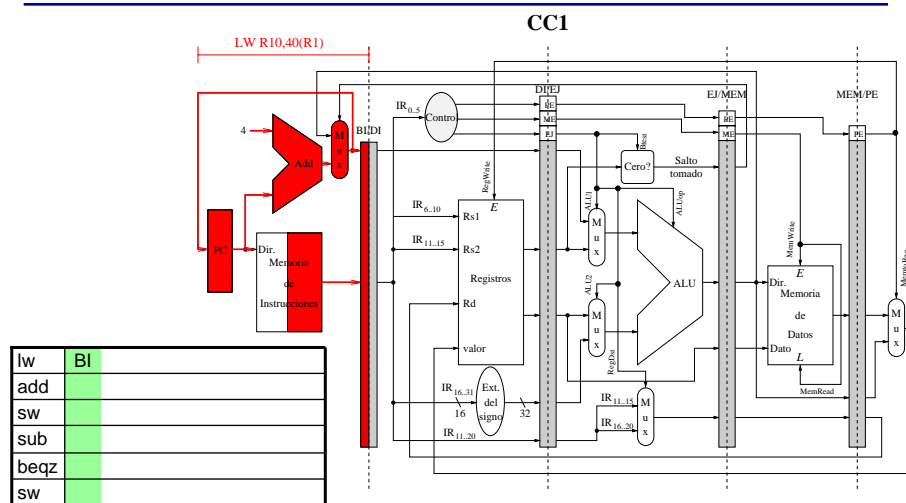 CC1
LW R10,40(R1)
DI/EJ
EJ/MEM
MEM/PE
BI/DI
IR0..5
Control
PE
ME
EJ
PE
ME
PE
4
Add
M
u
x
Btest
Cero?
Salto
tomado
RegWrite
ALU1
ALUop
MemWrite
IR6..10
E
Rs1
M
u
x
PC
Dir.
Memoria
de
Instrucciones
IR11..15
Rs2
Registros
Rd
valor
ALU2
ALU
M
u
x
Dir.
E
Memoria
de
Datos
Dato
L
MemRead
M
u
x
RegDst
IR16..31
16
Ext.
del
signo
32
IR11..20
IR11..15
IR16..20
M
u
x
lw BI
add
sw
sub
beqz
sw